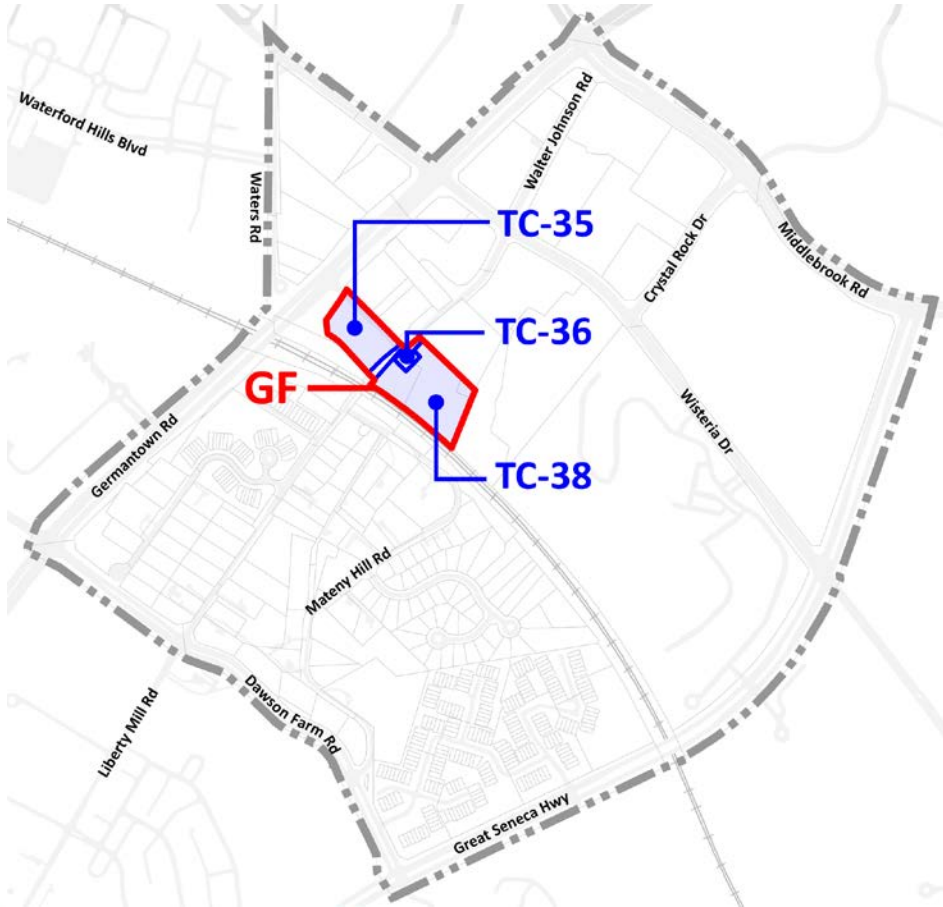 Waterford Hills Blvd
Waters Rd
Walter Johnson Rd
TC-35
Crystal Rock Dr
Middlebrook Rd
TC-36
GF
Wisteria Dr
Germantown Rd
TC-38
Mateny Hill Rd
Liberty Mill Rd
Dawson Farm Rd
Great Seneca Hwy